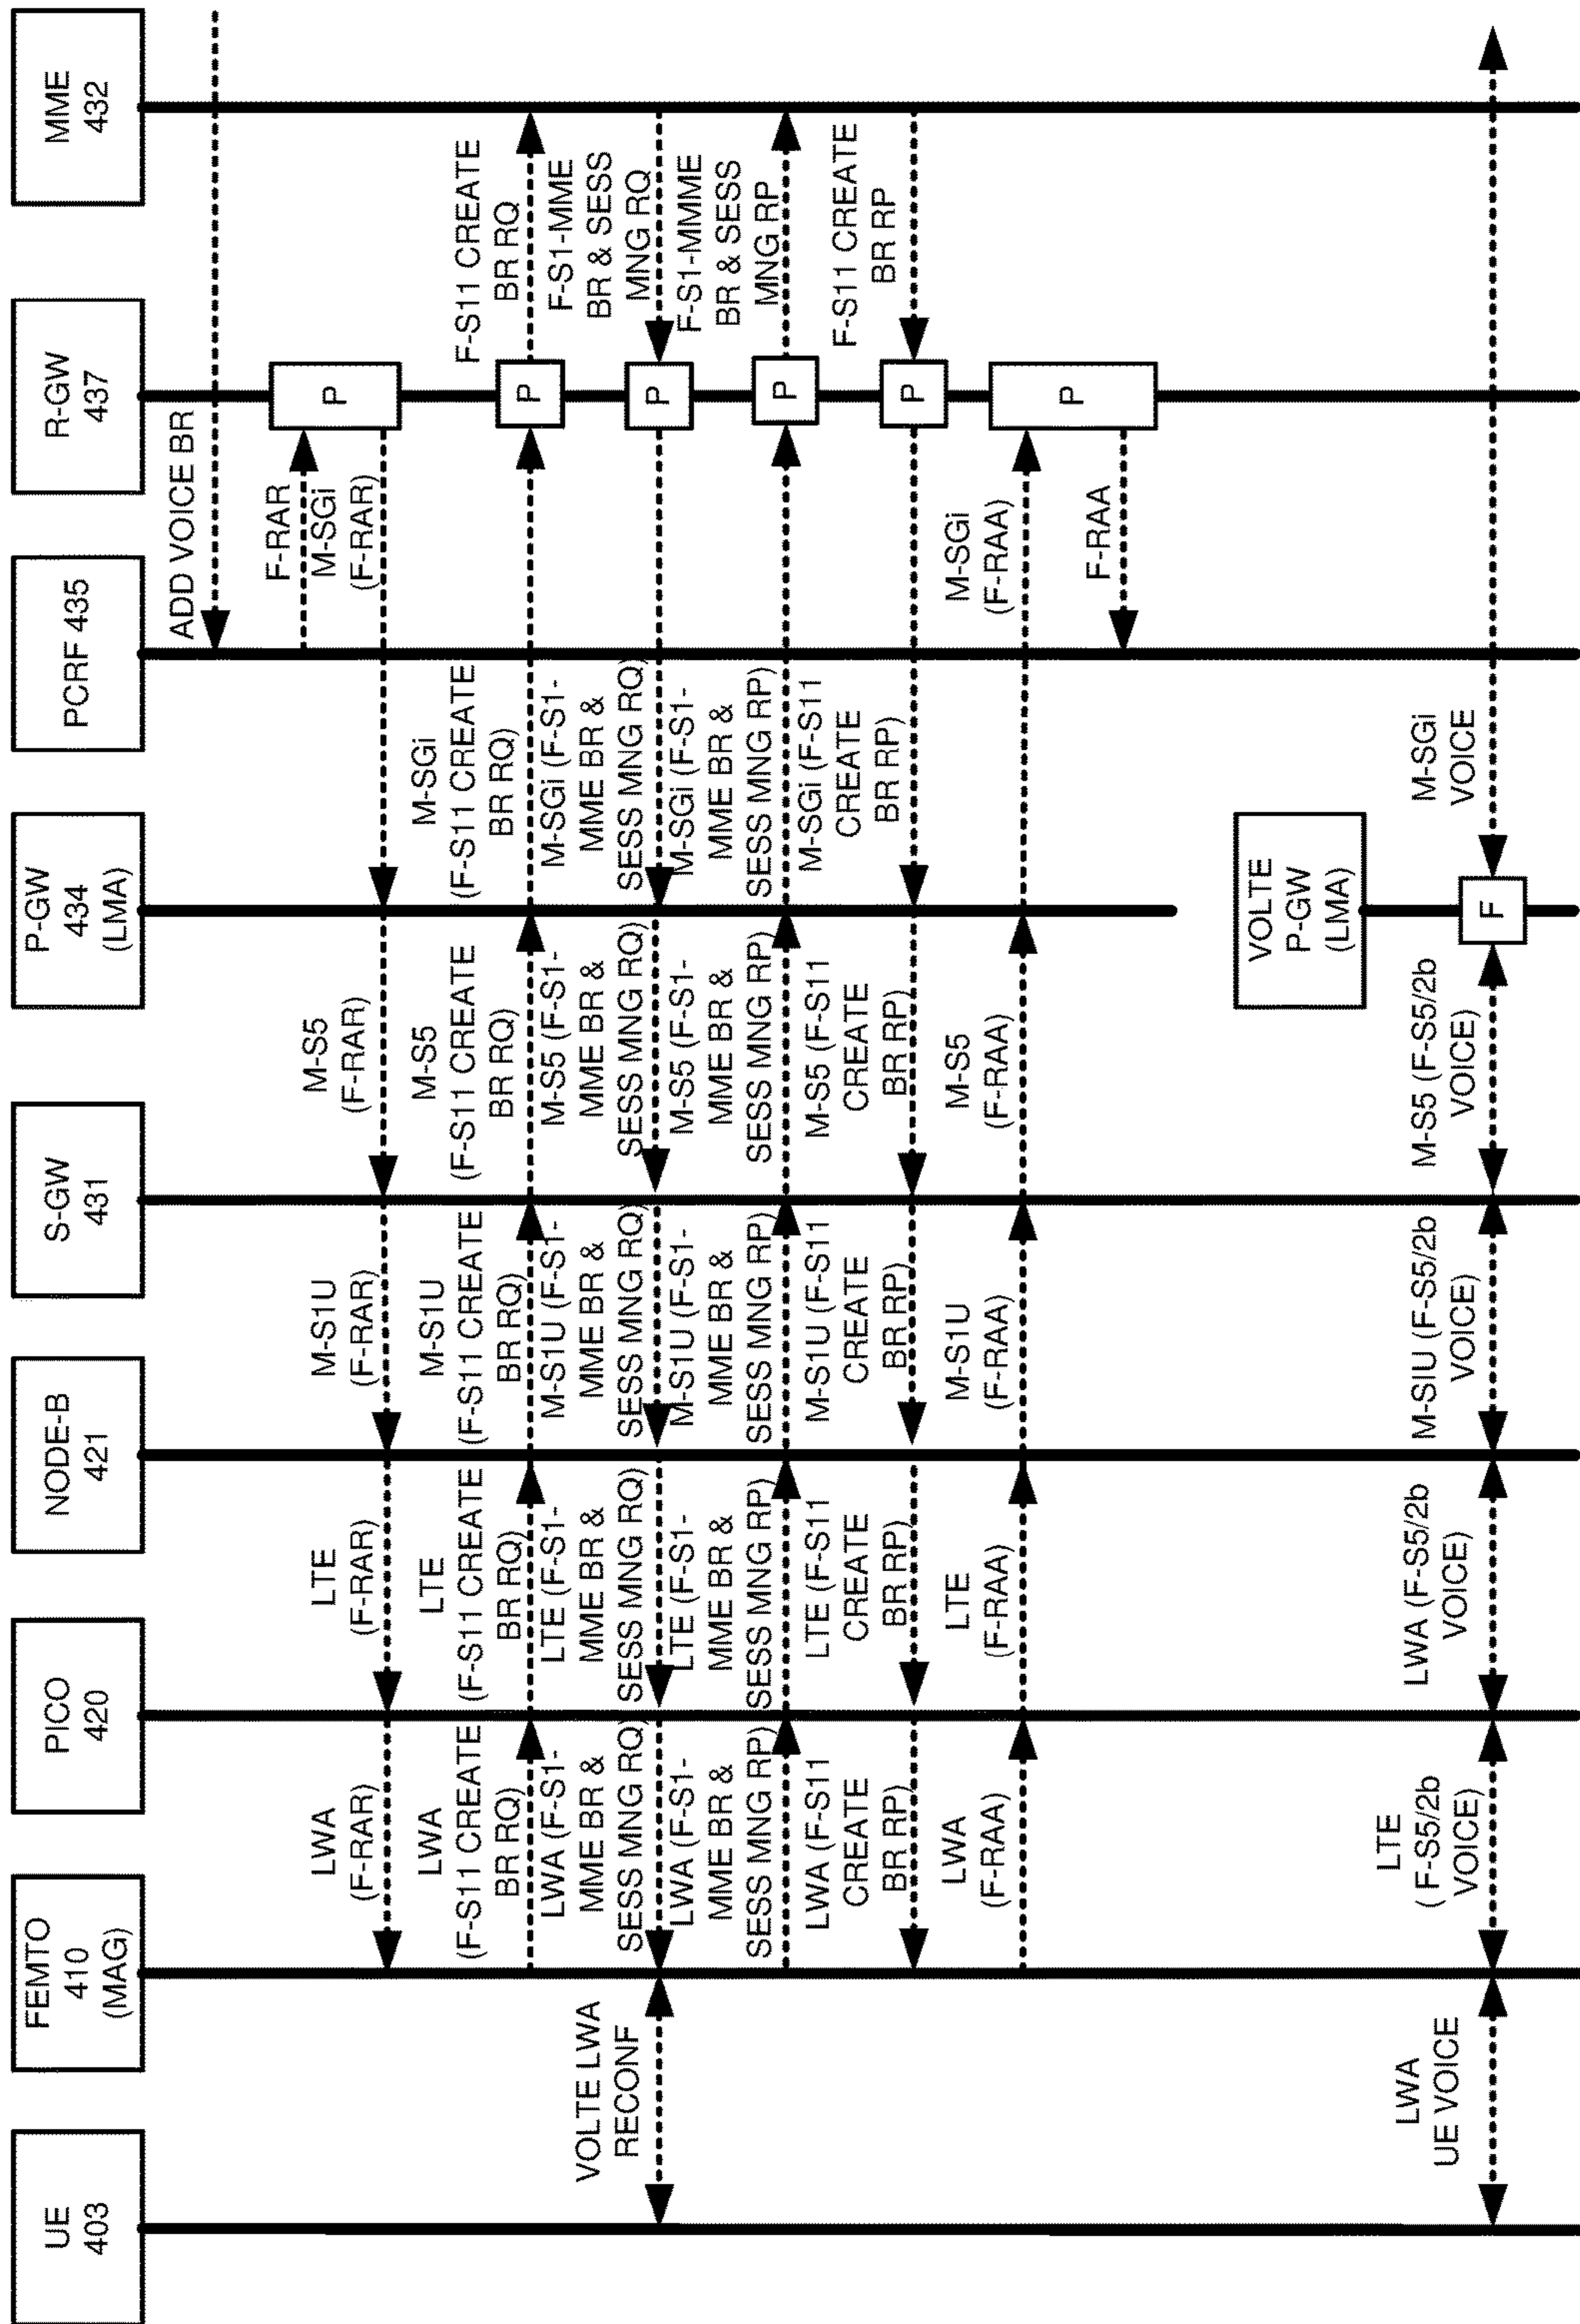 UE
403
FEMTO
410
(MAG)
PICO
420
NODE-B
421
S-GW
431
P-GW
434
(LMA)
PCRF 435
R-GW
437
MME
432
ADD VOICE BR
F-RAR
M-SGi
(F-RAR)
P
M-S5
(F-RAR)
M-S1U
(F-RAR)
LTE
(F-RAR)
LWA
(F-RAR)
LWA
(F-S11 CREATE
BR RQ)
LTE
(F-S11 CREATE
BR RQ)
M-S1U
(F-S11 CREATE
BR RQ)
M-S5
(F-S11 CREATE
BR RQ)
M-SGi
(F-S11 CREATE
BR RQ)
P
F-S11 CREATE
BR RQ
VOLTE LWA
RECONF
LWA (F-S1-
MME BR &
SESS MNG RQ)
LTE (F-S1-
MME BR &
SESS MNG RQ)
M-S1U (F-S1-
MME BR &
SESS MNG RQ)
M-S5 (F-S1-
MME BR &
SESS MNG RQ)
M-SGi (F-S1-
MME BR &
SESS MNG RQ)
P
F-S1-MME
BR & SESS
MNG RQ
LWA (F-S1-
MME BR &
SESS MNG RP)
LTE (F-S1-
MME BR &
SESS MNG RP)
M-S1U (F-S1-
MME BR &
SESS MNG RP)
M-S5 (F-S1-
MME BR &
SESS MNG RP)
M-SGi (F-S1-
MME BR &
SESS MNG RP)
P
F-S1-MMME
BR & SESS
MNG RP
LWA (F-S11
CREATE
BR RP)
LTE (F-S11
CREATE
BR RP)
M-S1U (F-S11
CREATE
BR RP)
M-S5 (F-S11
CREATE
BR RP)
M-SGi (F-S11
CREATE
BR RP)
P
F-S11 CREATE
BR RP
LWA
(F-RAA)
LTE
(F-RAA)
M-S1U
(F-RAA)
M-S5
(F-RAA)
M-SGi
(F-RAA)
P
F-RAA
VOLTE
P-GW
(LMA)
LWA
UE VOICE
LTE
( F-S5/2b
VOICE)
LWA (F-S5/2b
VOICE)
M-SIU (F-S5/2b
VOICE)
M-S5 (F-S5/2b
VOICE)
F
M-SGi
VOICE